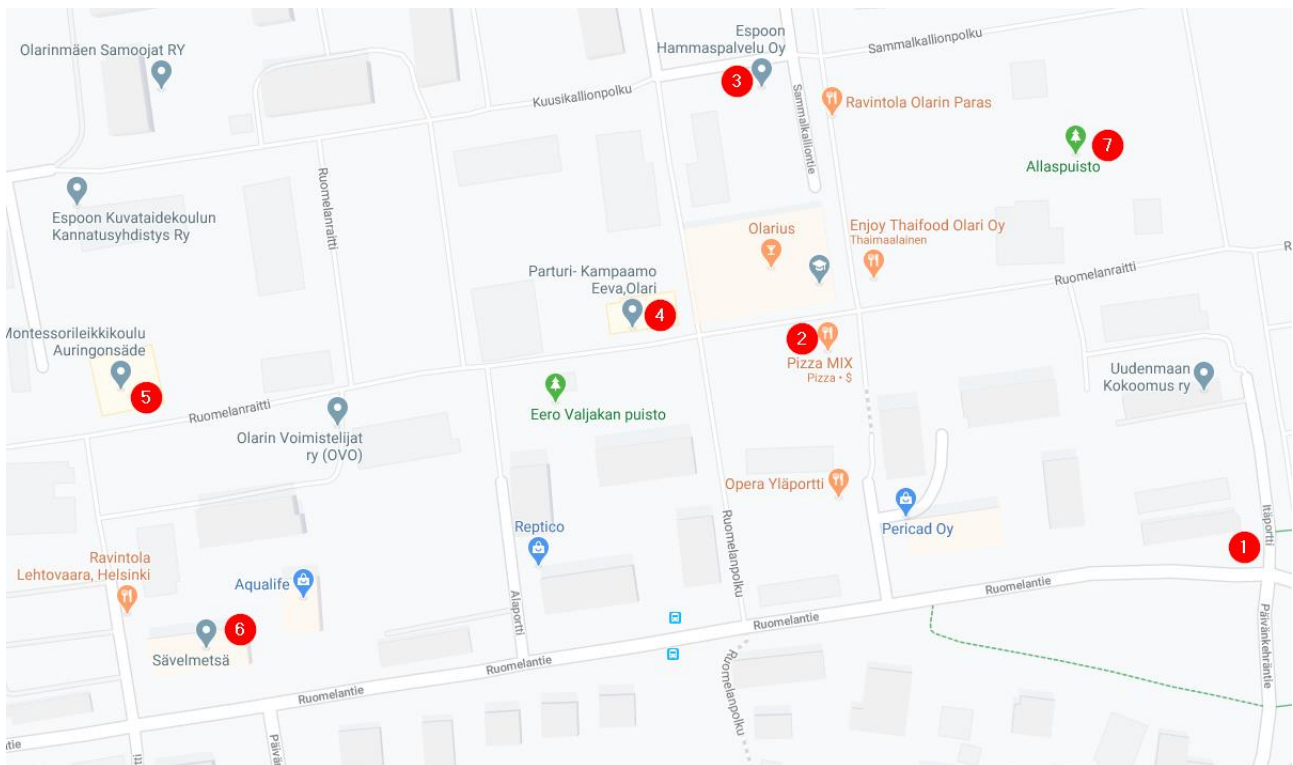 Olarinmäen Samoojat RY
Espoon
Hammaspalvelu Oy
3
Sammalkallionpolku
Kuusikallionpolku
Sammalkalliontie
Ravintola Olarin Paras
7
Allaspuisto
Ruomelanraitti
Espoon Kuvataidekoulun
Kannatusyhdistys Ry
Olarius
Enjoy Thaifood Olari Oy
Thaimaalainen
Ruomelanraitti
R
Parturi- Kampaamo
Eeva,Olari
4
Montessorileikkikoulu
Auringonsäde
5
2
Pizza MIX
Pizza • $
Uudenmaan
Kokoomus ry
Ruomelanraitti
Olarin Voimistelijat
ry (OVO)
Eero Valjakan puisto
Opera Yläportti
Pericad Oy
Itäportti
1
Reptico
Ruomelanpolku
Ravintola
Lehtovaara, Helsinki
Aqualife
Alaportti
Ruomelantie
Päivänkehräntie
6
Sävelmetsä
Ruomelantie
Ruomelantie
Ruomelanpolku
Ruomelantie
tie
Päiv
tti